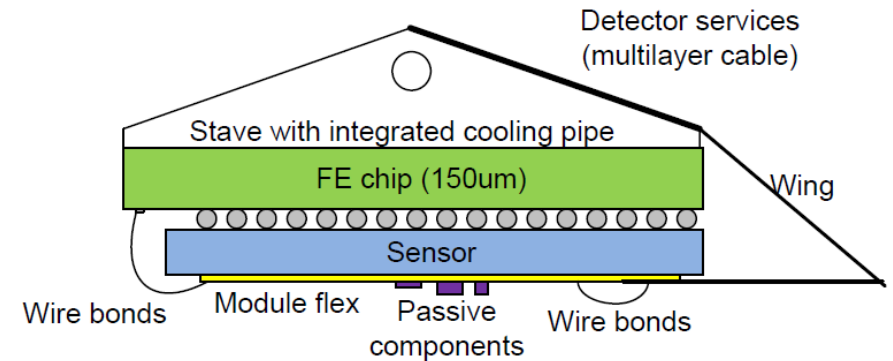 Detector services
(multilayer cable)
Stave with integrated cooling pipe
FE chip (150um)
Wing
Sensor
Wire bonds
Module flex
Passive
components
Wire bonds